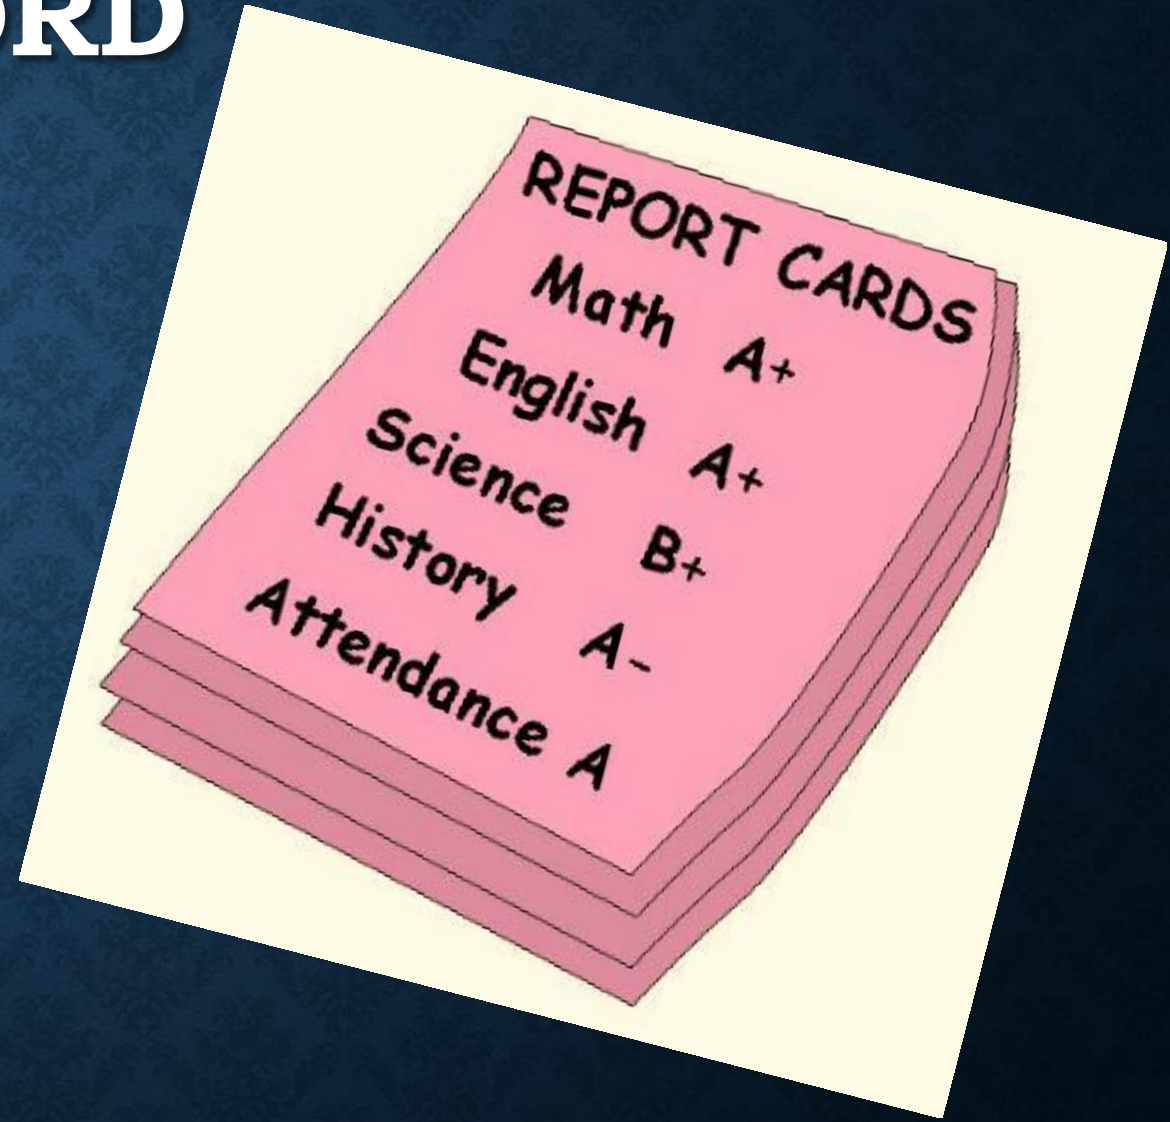 REPORT CARDS
Math A+
English A+
Science B+
History A-
Attendance A